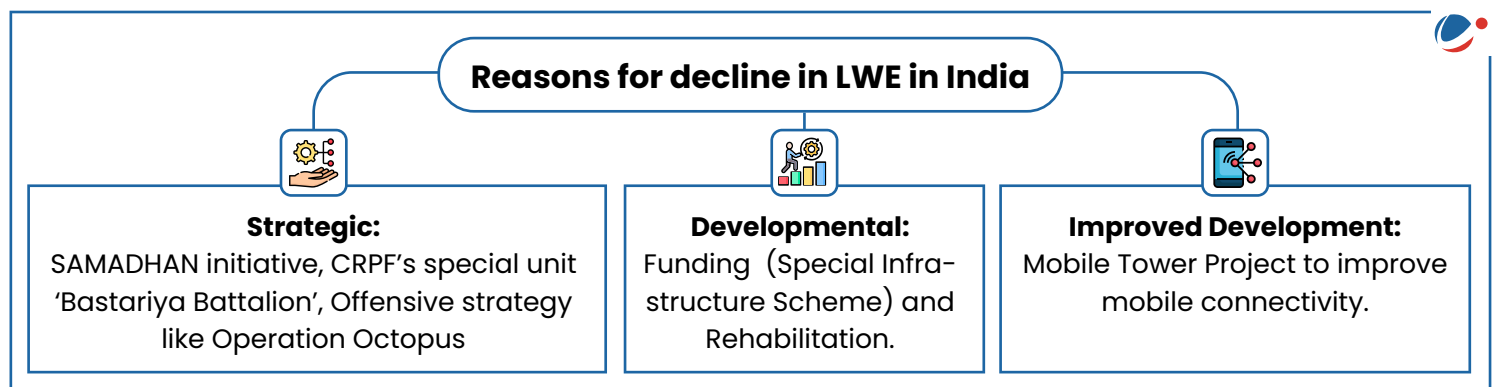 Reasons for decline in LWE in India
Strategic:
SAMADHAN initiative, CRPF’s special unit
‘Bastariya Battalion’, Offensive strategy
like Operation Octopus
Developmental:
Funding (Special Infra-
structure Scheme) and
Rehabilitation.
Improved Development:
Mobile Tower Project to improve
mobile connectivity.